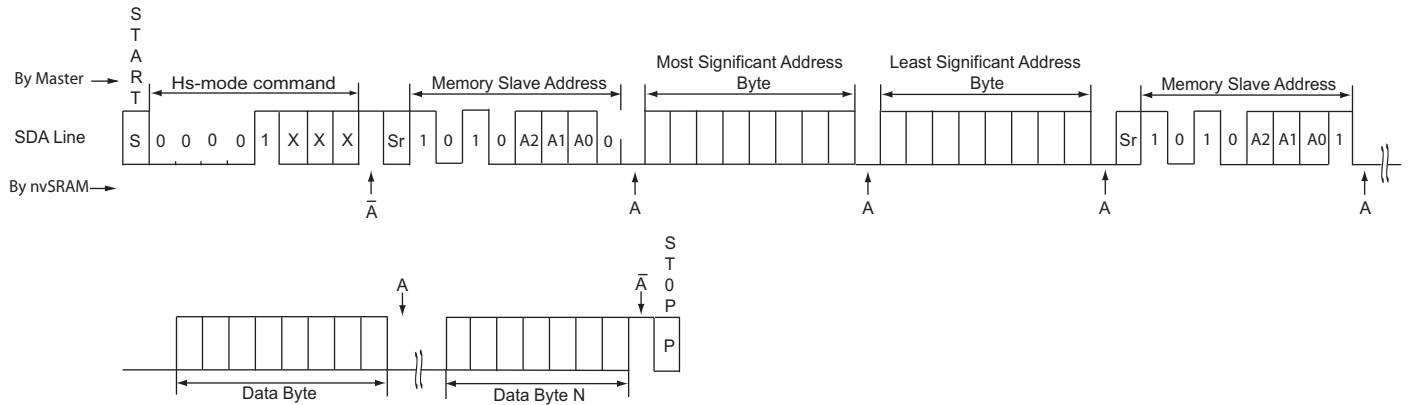 START
By Master
Hs-mode command
Memory Slave Address
Most Significant Address
Byte
Least Significant Address
Byte
Memory Slave Address
SDA Line
S 0 0 0 0 1 X X X Sr 1 0 1 0 A2 A1 A0 0 Sr 1 0 1 0 A2 A1 A0 1
By nvSRAM
A̅ A A A A
A A̅
ST0P
P
Data Byte
Data Byte N